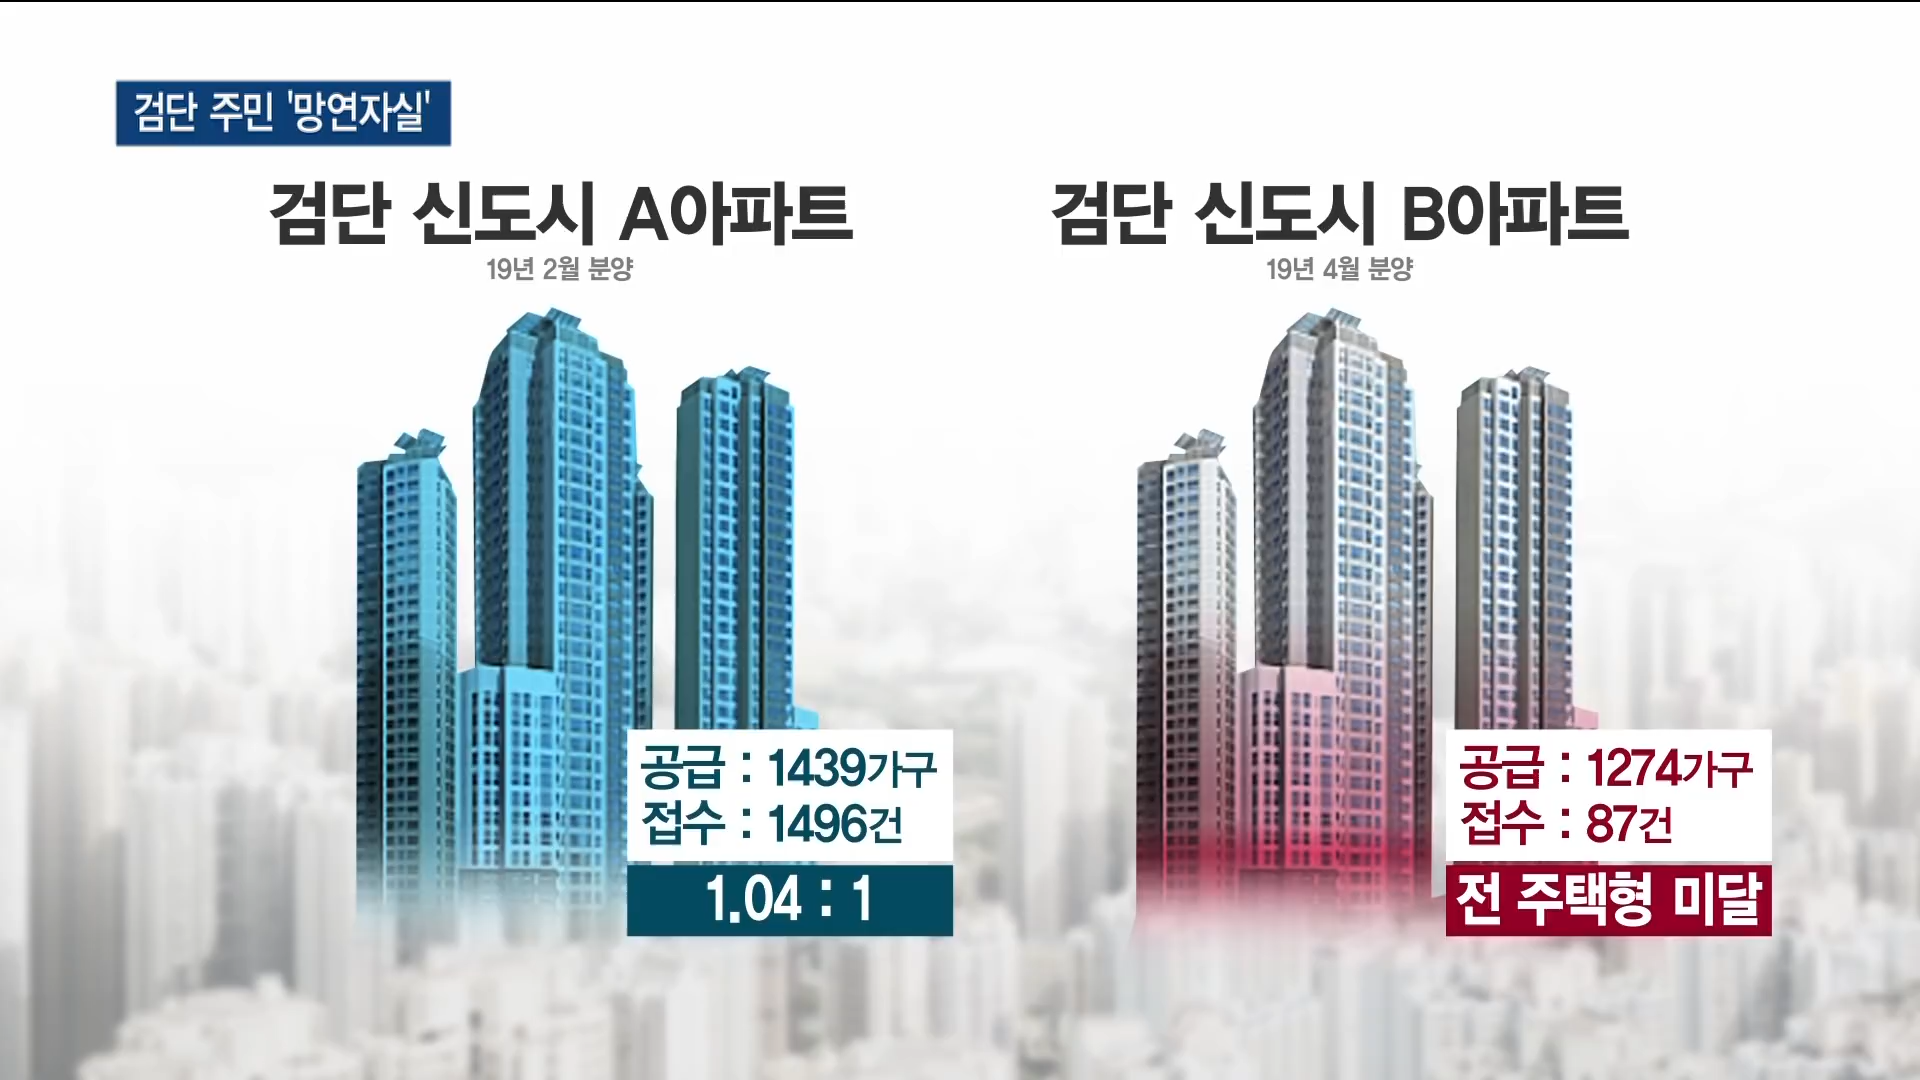 검단 주민 '망연자실'
검단 신도시 A아파트
19년 2월 분양
공급 : 1439가구
접수 : 1496건
1.04 : 1
검단 신도시 B아파트
19년 4월 분양
공급 : 1274가구
접수 : 87건
전 주택형 미달